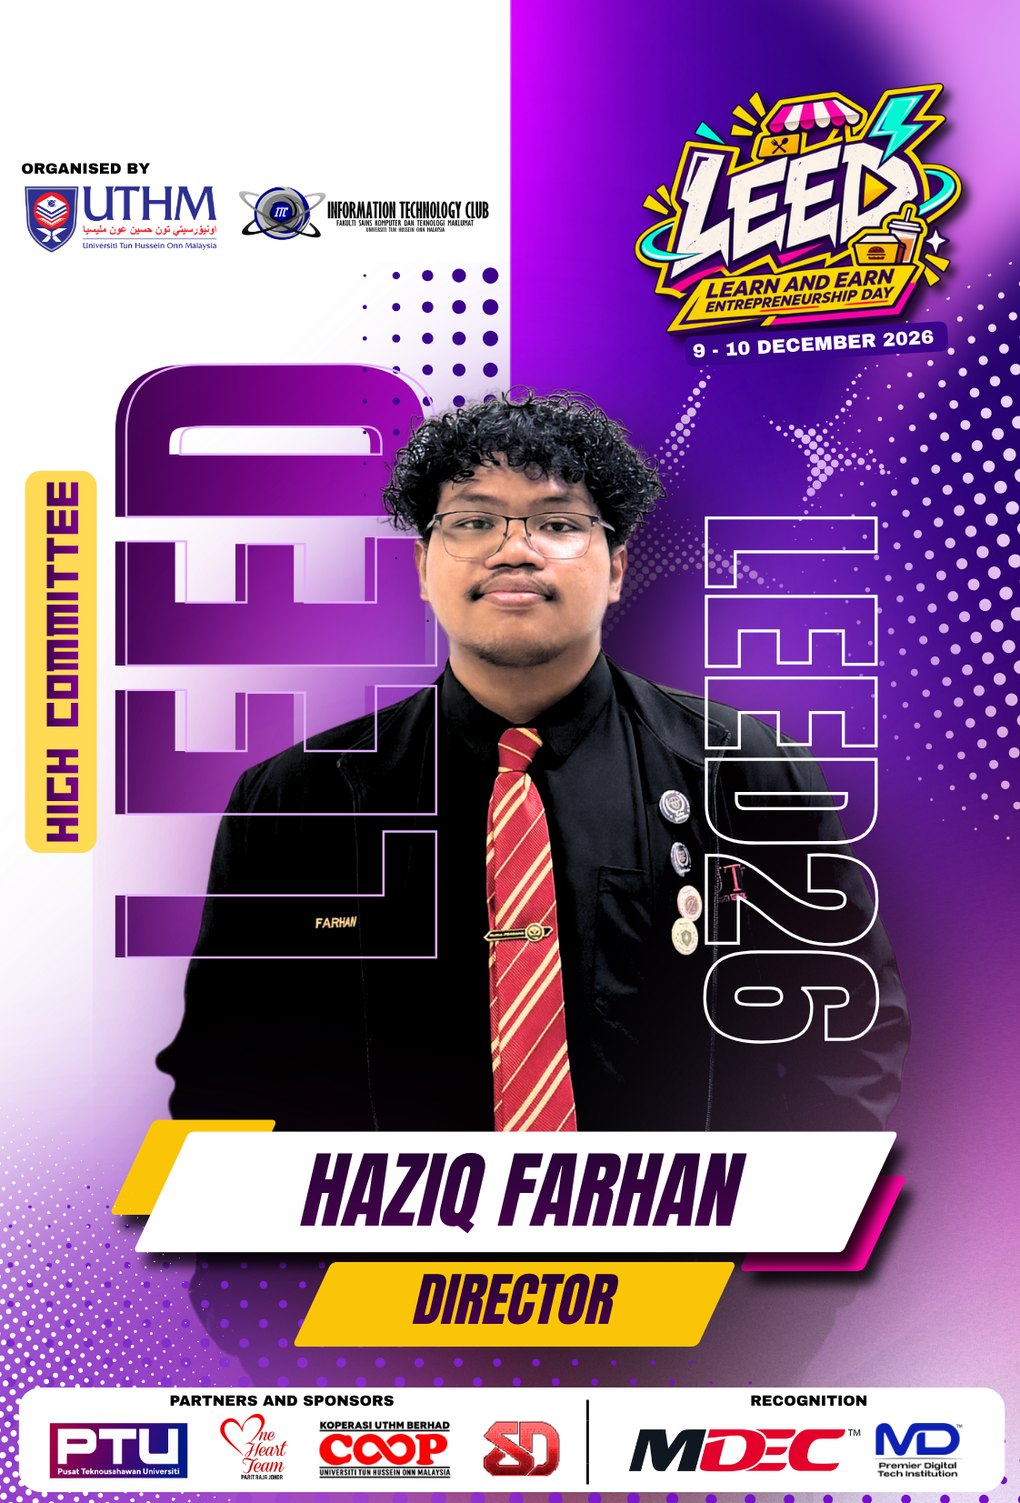 ORGANISED BY
UTHM
اونيۏرسيتي تون حسين عون مليسيا
Universiti Tun Hussein Onn Malaysia
ITC
INFORMATION TECHNOLOGY CLUB
FAKULTI SAINS KOMPUTER DAN TEKNOLOGI MAKLUMAT
UNIVERSITI TUN HUSSEIN ONN MALAYSIA
LEED
LEARN AND EARN
ENTREPRENEURSHIP DAY
9 - 10 DECEMBER 2026
HIGH COMMITTEE
LEED
LEED26
FARHAN
HAZIQ FARHAN
DIRECTOR
PARTNERS AND SPONSORS
PTU
Pusat Teknousahawan Universiti
One
Heart
Team
PARIT RAJA JOHOR
KOPERASI UTHM BERHAD
COOP
UNIVERSITI TUN HUSSEIN ONN MALAYSIA
SD
RECOGNITION
MDEC™
MD™
Premier Digital
Tech Institution